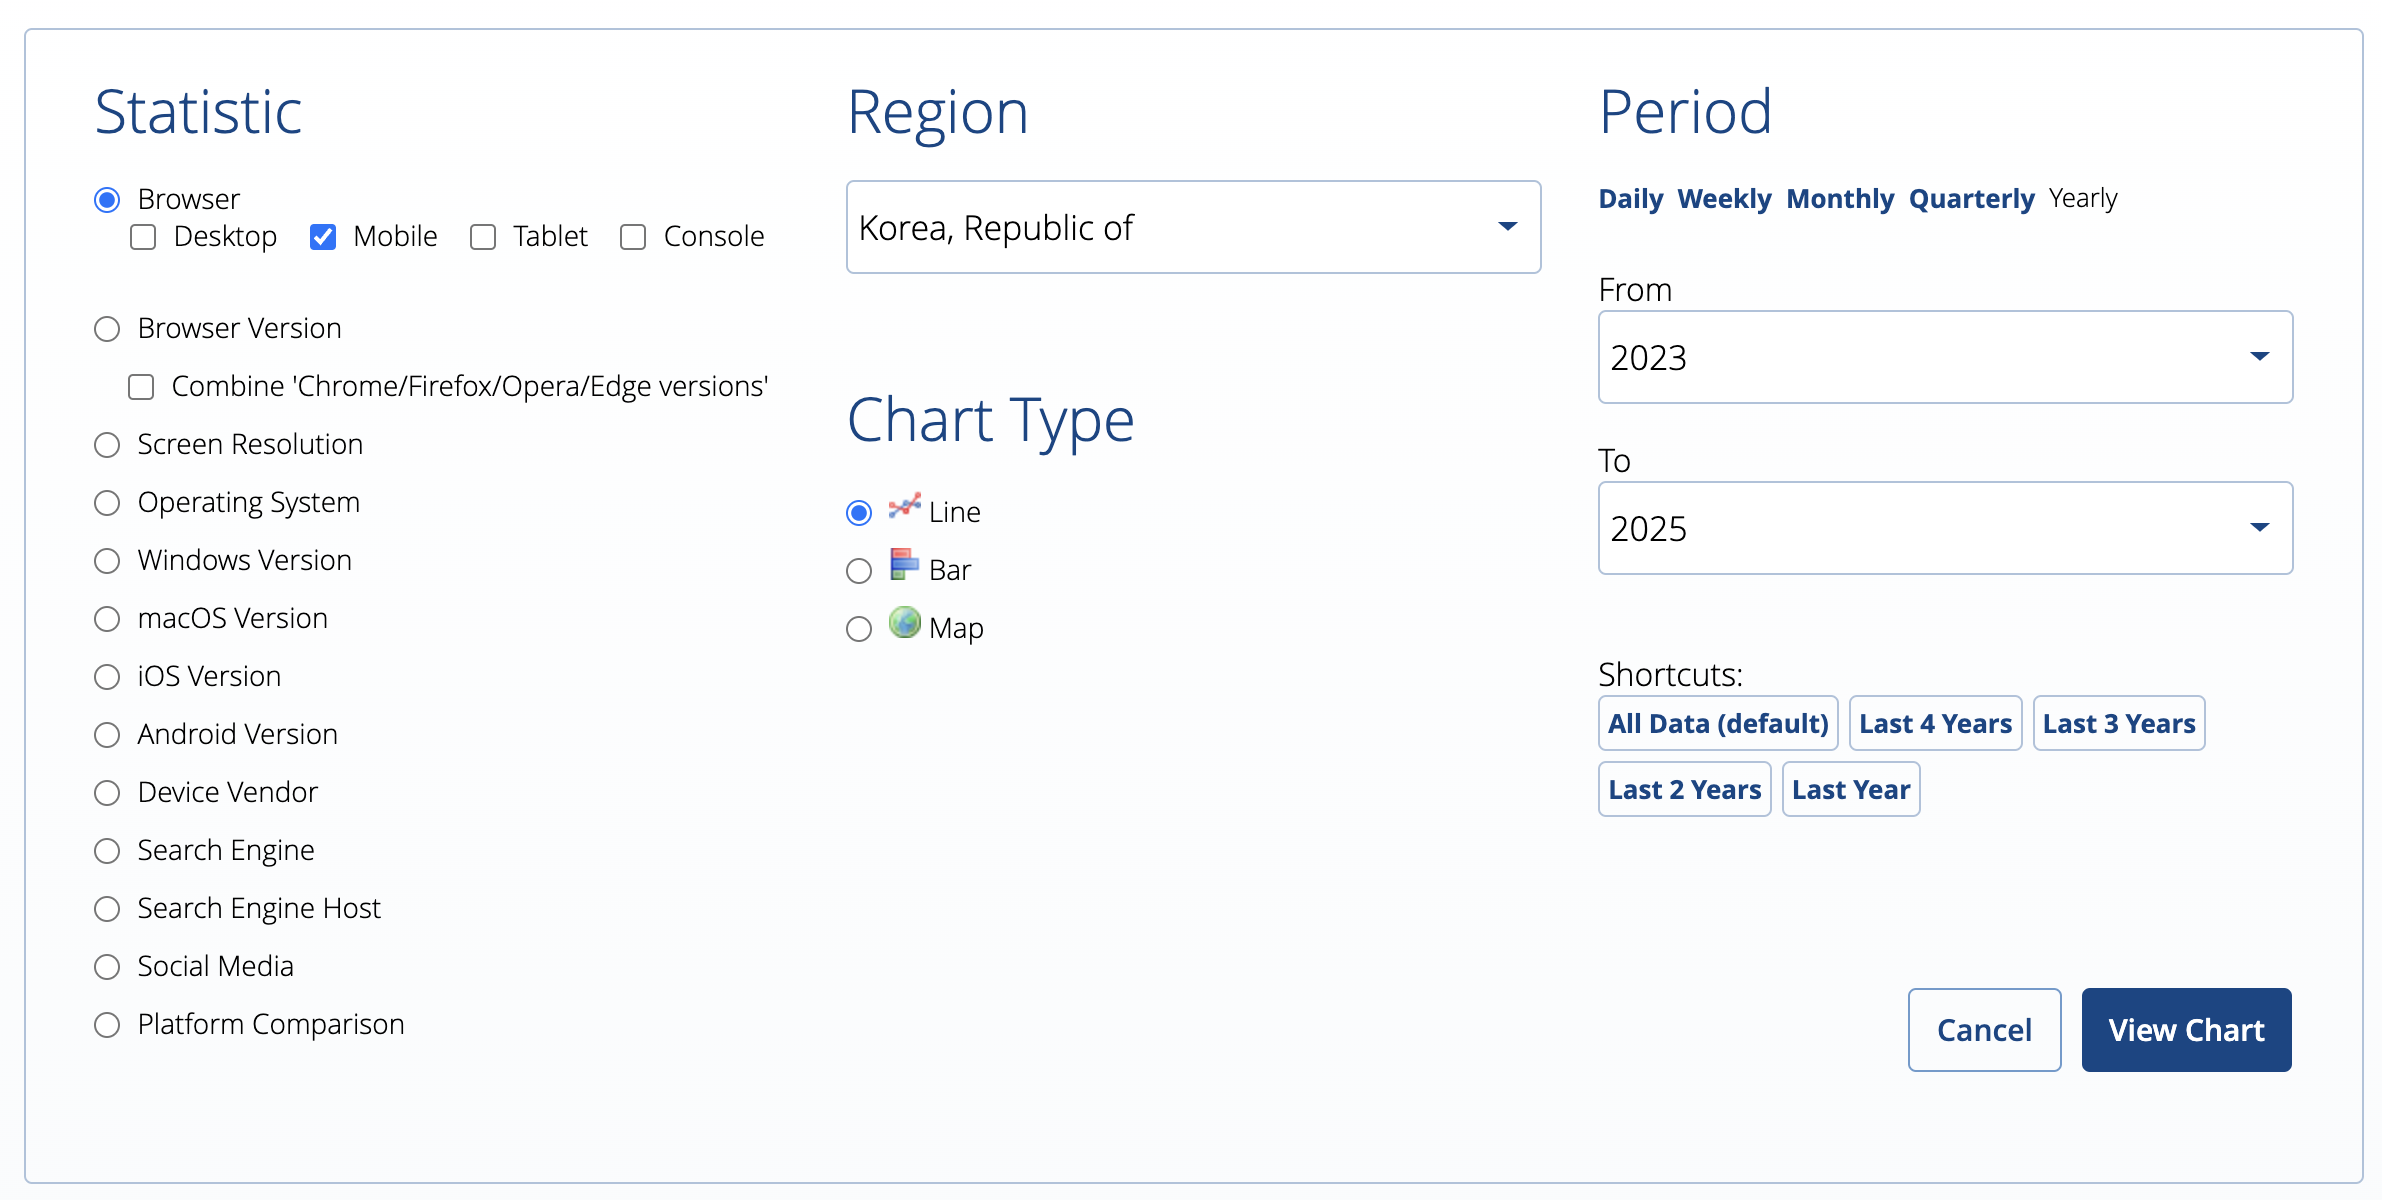 Statistic
Browser
Desktop Mobile Tablet Console
Browser Version
Combine 'Chrome/Firefox/Opera/Edge versions'
Screen Resolution
Operating System
Windows Version
macOS Version
iOS Version
Android Version
Device Vendor
Search Engine
Search Engine Host
Social Media
Platform Comparison
Region
Korea, Republic of
Chart Type
Line
Bar
Map
Period
Daily Weekly Monthly Quarterly Yearly
From
2023
To
2025
Shortcuts:
All Data (default) Last 4 Years Last 3 Years
Last 2 Years Last Year
Cancel View Chart